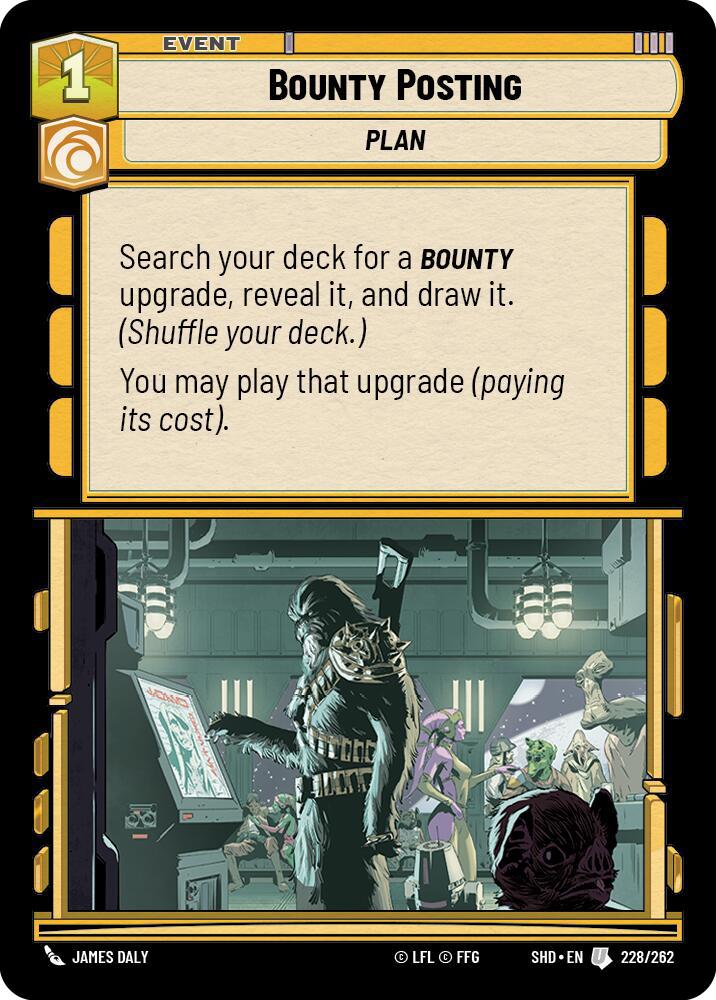 EVENT
1
BOUNTY POSTING
PLAN
Search your deck for a BOUNTY
upgrade, reveal it, and draw it.
(Shuffle your deck.)
You may play that upgrade (paying
its cost).
JAMES DALY
© LFL © FFG
SHD • EN
U
228/262